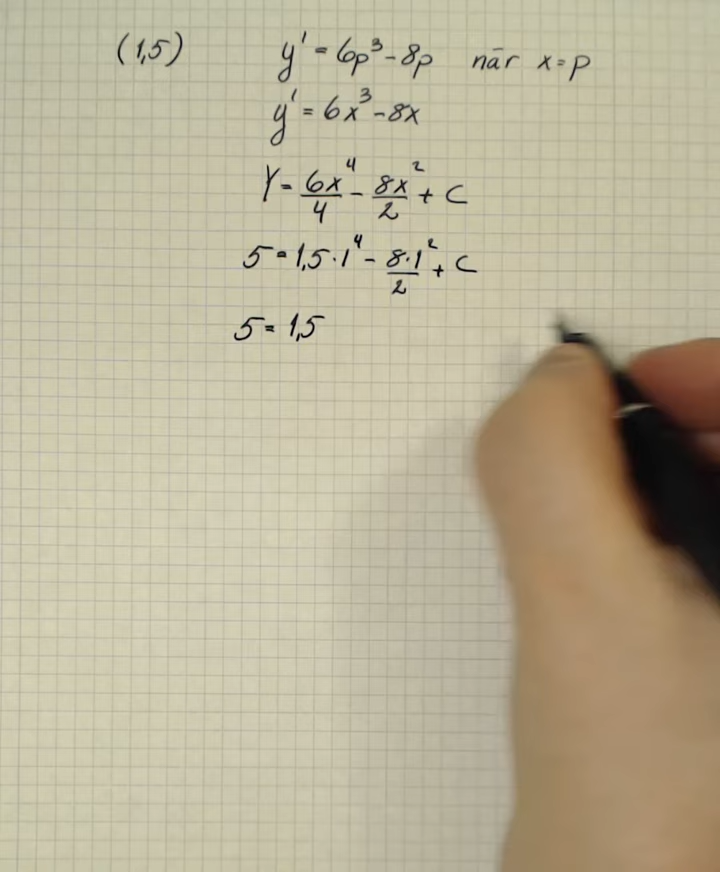 (1,5) y' = 6p³ - 8p när x = p
y' = 6x³ - 8x
Y = 6x⁴/4 - 8x²/2 + C
5 = 1,5 · 1⁴ - 8·1²/2 + C
5 = 1,5